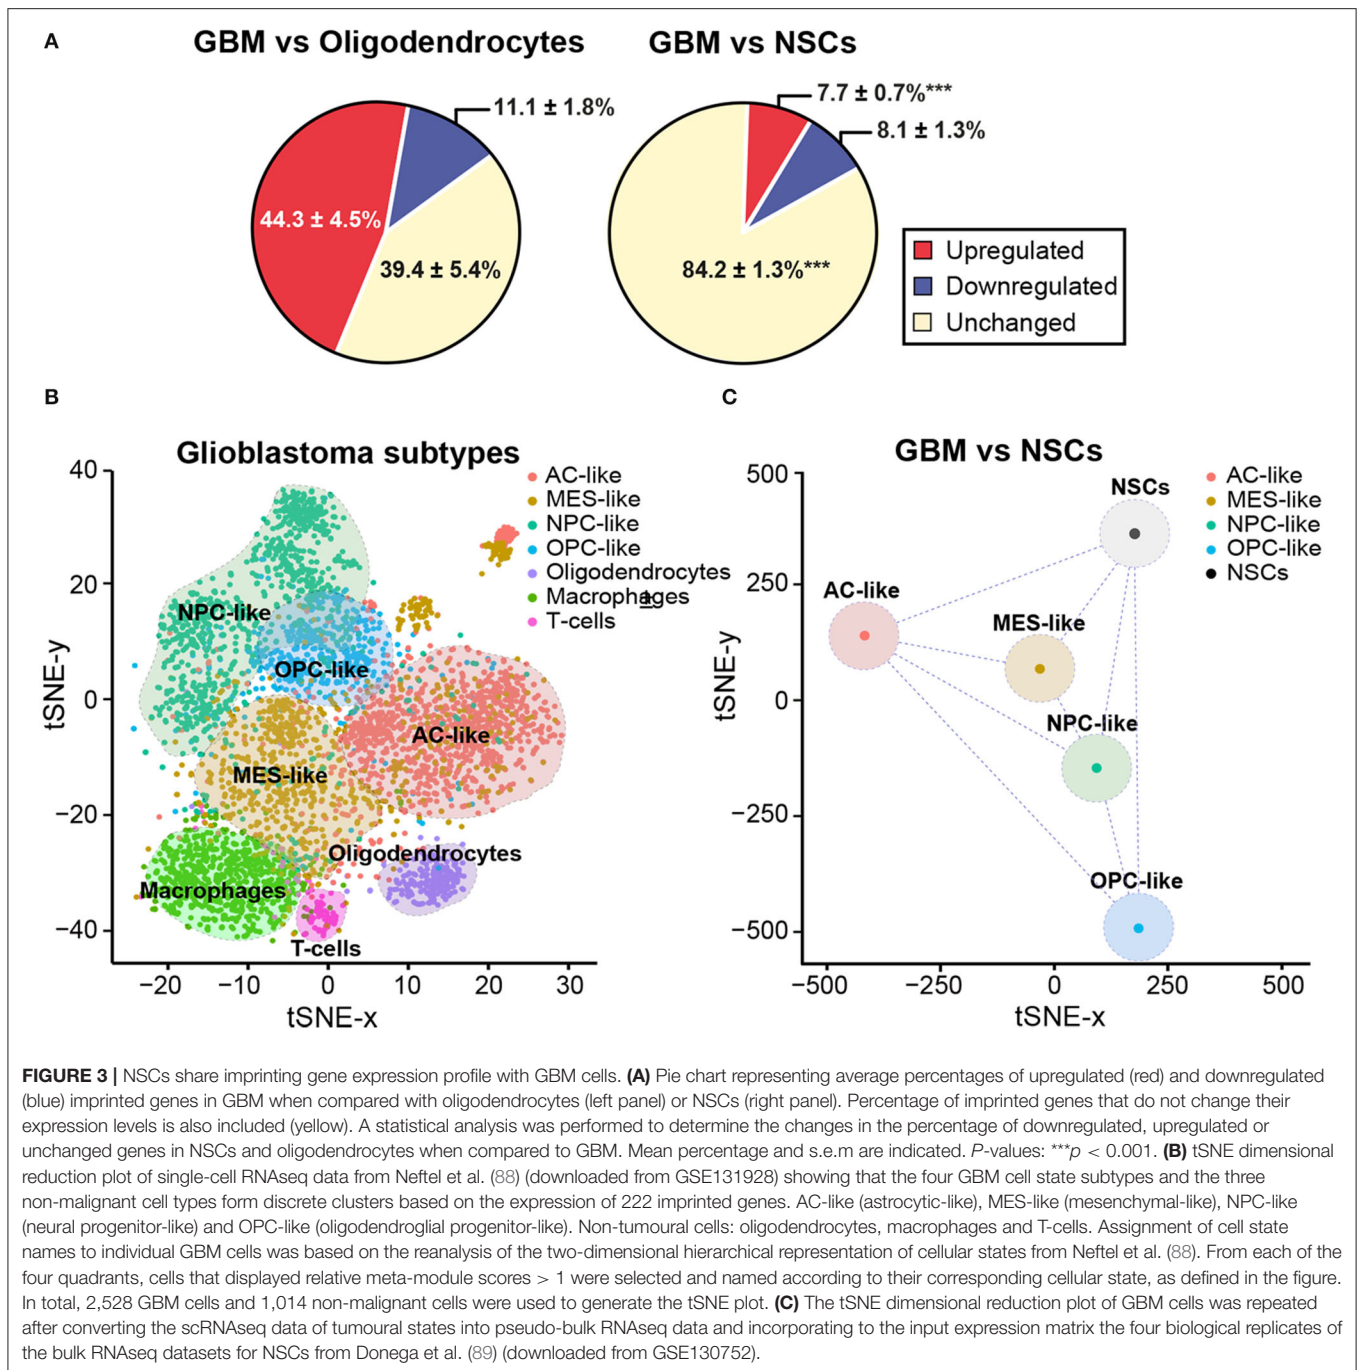 A
GBM vs Oligodendrocytes
GBM vs NSCs
11.1 ± 1.8%
44.3 ± 4.5%
39.4 ± 5.4%
7.7 ± 0.7%***
8.1 ± 1.3%
84.2 ± 1.3%***
Upregulated
Downregulated
Unchanged
B
Glioblastoma subtypes
tSNE-y
40
20
0
−20
−40
NPC-like
OPC-like
AC-like
MES-like
Oligodendrocytes
Macrophages
T-cells
AC-like
MES-like
NPC-like
OPC-like
Oligodendrocytes
Macrophages
±
T-cells
−20
−10
0
10
20
30
tSNE-x
C
GBM vs NSCs
tSNE-y
500
250
0
−250
−500
NSCs
AC-like
MES-like
NPC-like
OPC-like
AC-like
MES-like
NPC-like
OPC-like
NSCs
−500
−250
0
250
500
tSNE-x
FIGURE 3 | NSCs share imprinting gene expression profile with GBM cells. (A) Pie chart representing average percentages of upregulated (red) and downregulated
(blue) imprinted genes in GBM when compared with oligodendrocytes (left panel) or NSCs (right panel). Percentage of imprinted genes that do not change their
expression levels is also included (yellow). A statistical analysis was performed to determine the changes in the percentage of downregulated, upregulated or
unchanged genes in NSCs and oligodendrocytes when compared to GBM. Mean percentage and s.e.m are indicated. P-values: ***p < 0.001. (B) tSNE dimensional
reduction plot of single-cell RNAseq data from Neftel et al. (88) (downloaded from GSE131928) showing that the four GBM cell state subtypes and the three
non-malignant cell types form discrete clusters based on the expression of 222 imprinted genes. AC-like (astrocytic-like), MES-like (mesenchymal-like), NPC-like
(neural progenitor-like) and OPC-like (oligodendroglial progenitor-like). Non-tumoural cells: oligodendrocytes, macrophages and T-cells. Assignment of cell state
names to individual GBM cells was based on the reanalysis of the two-dimensional hierarchical representation of cellular states from Neftel et al. (88). From each of the
four quadrants, cells that displayed relative meta-module scores > 1 were selected and named according to their corresponding cellular state, as defined in the figure.
In total, 2,528 GBM cells and 1,014 non-malignant cells were used to generate the tSNE plot. (C) The tSNE dimensional reduction plot of GBM cells was repeated
after converting the scRNAseq data of tumoural states into pseudo-bulk RNAseq data and incorporating to the input expression matrix the four biological replicates of
the bulk RNAseq datasets for NSCs from Donega et al. (89) (downloaded from GSE130752).